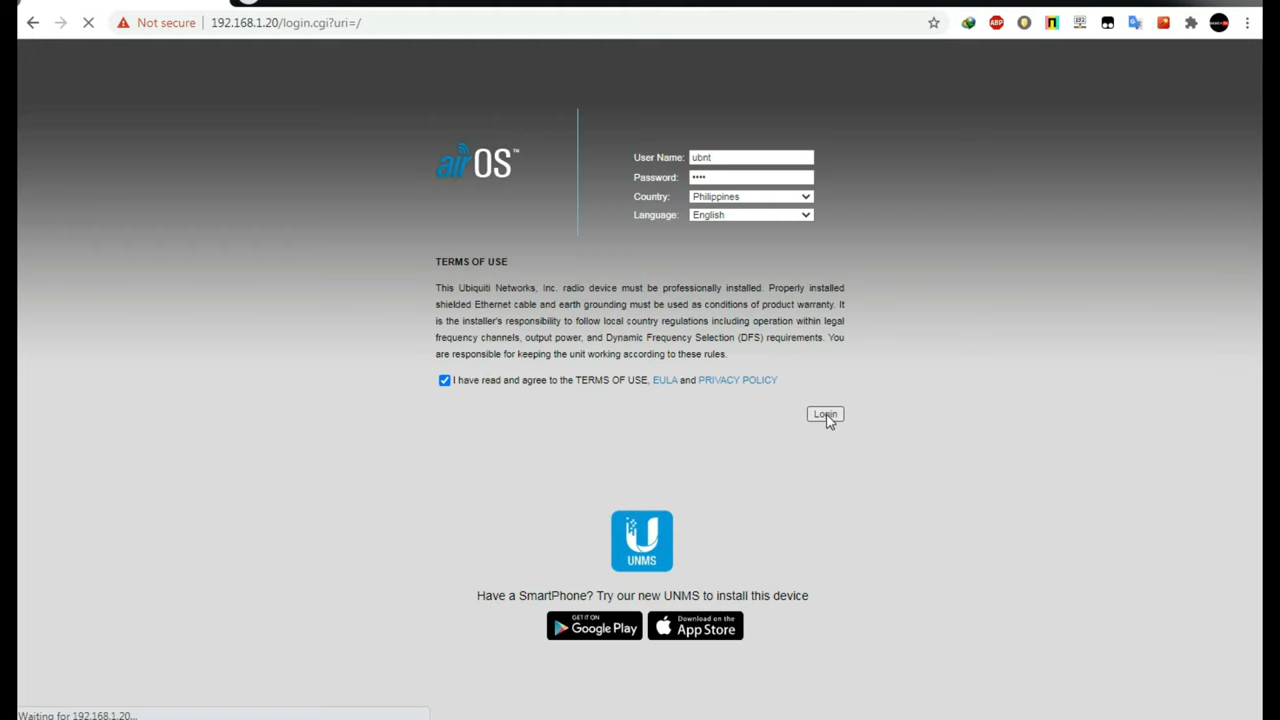 Not secure
192.168.1.20/login.cgi?uri=/
ABP
air OS™
User Name: ubnt
Password: ••••
Country: Philippines
Language: English
TERMS OF USE
This Ubiquiti Networks, Inc. radio device must be professionally installed. Properly installed
shielded Ethernet cable and earth grounding must be used as conditions of product warranty. It
is the installer's responsibility to follow local country regulations including operation within legal
frequency channels, output power, and Dynamic Frequency Selection (DFS) requirements. You
are responsible for keeping the unit working according to these rules.
I have read and agree to the TERMS OF USE, EULA and PRIVACY POLICY
Login
UNMS
Have a SmartPhone? Try our new UNMS to install this device
GET IT ON
Google Play
Download on the
App Store
Waiting for 192.168.1.20...